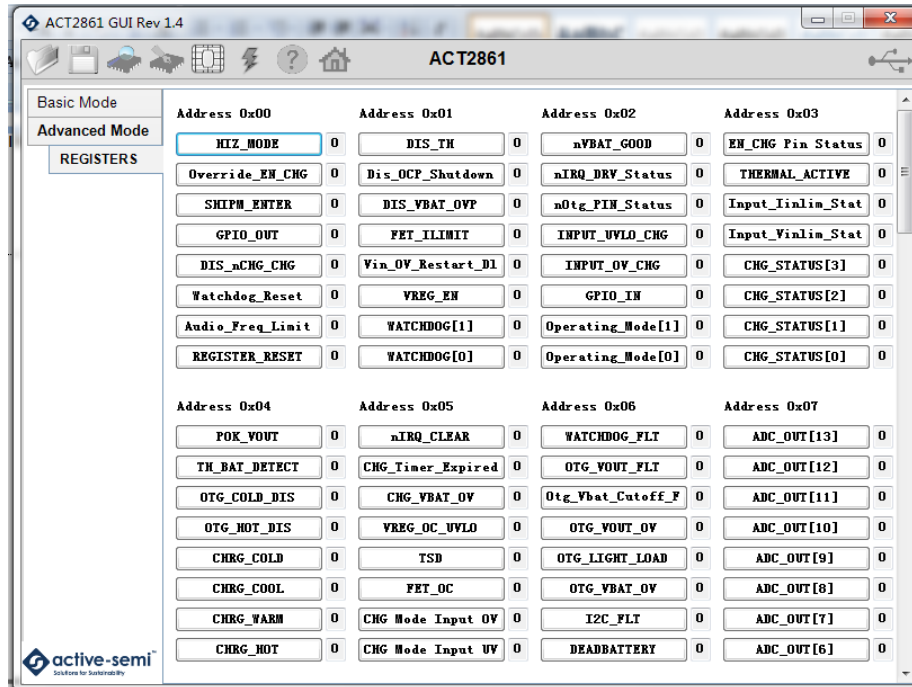 ACT2861 GUI Rev 1.4
ACT2861
Basic Mode
Advanced Mode
REGISTERS
Address 0x00 Address 0x01 Address 0x02 Address 0x03
HIZ_MODE 0 DIS_TH 0 nVBAT_GOOD 0 EN_CHG Pin Status 0
Override_EN_CHG 0 Dis_OCP_Shutdown 0 nIRQ_DRV_Status 0 THERMAL_ACTIVE 0
SHIPM_ENTER 0 DIS_VBAT_OVP 0 nOtg_PIN_Status 0 Input_Iinlim_Stat 0
GPIO_OUT 0 FET_ILIMIT 0 INPUT_UVLO_CHG 0 Input_Vinlim_Stat 0
DIS_nCHG_CHG 0 Vin_OV_Restart_Dl 0 INPUT_OV_CHG 0 CHG_STATUS[3] 0
Watchdog_Reset 0 VREG_EN 0 GPIO_IN 0 CHG_STATUS[2] 0
Audio_Freq_Limit 0 WATCHDOG[1] 0 Operating_Mode[1] 0 CHG_STATUS[1] 0
REGISTER_RESET 0 WATCHDOG[0] 0 Operating_Mode[0] 0 CHG_STATUS[0] 0
Address 0x04 Address 0x05 Address 0x06 Address 0x07
POK_VOUT 0 nIRQ_CLEAR 0 WATCHDOG_FLT 0 ADC_OUT[13] 0
TH_BAT_DETECT 0 CHG_Timer_Expired 0 OTG_VOUT_FLT 0 ADC_OUT[12] 0
OTG_COLD_DIS 0 CHG_VBAT_OV 0 Otg_Vbat_Cutoff_F 0 ADC_OUT[11] 0
OTG_HOT_DIS 0 VREG_OC_UVLO 0 OTG_VOUT_OV 0 ADC_OUT[10] 0
CHRG_COLD 0 TSD 0 OTG_LIGHT_LOAD 0 ADC_OUT[9] 0
CHRG_COOL 0 FET_OC 0 OTG_VBAT_OV 0 ADC_OUT[8] 0
CHRG_WARM 0 CHG Mode Input OV 0 I2C_FLT 0 ADC_OUT[7] 0
CHRG_HOT 0 CHG Mode Input UV 0 DEADBATTERY 0 ADC_OUT[6] 0
active-semi
Solutions for Sustainability